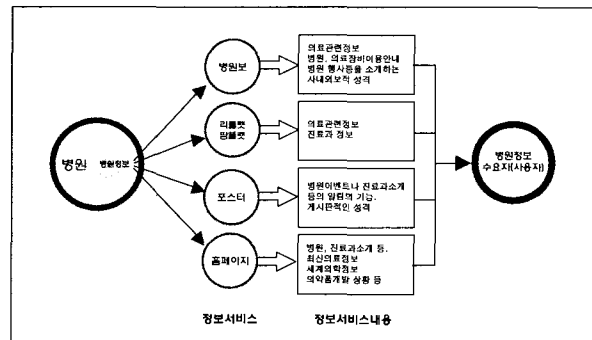 병원 병원정보
병원보
의료관련정보
병원, 의료장비이용안내
병원 행사등을 소개하는
사내외보적 성격
리플렛
팜플렛
의료관련정보
진료과 정보
포스터
병원이벤트나 진료과소개
등의 알림의 기능.
게시판적인 성격
홈페이지
병원, 진료과소개 등.
최신의료정보
세계의학정보
의약품개발 상황 등
병원정보
수요자(사용자)
정보서비스
정보서비스내용